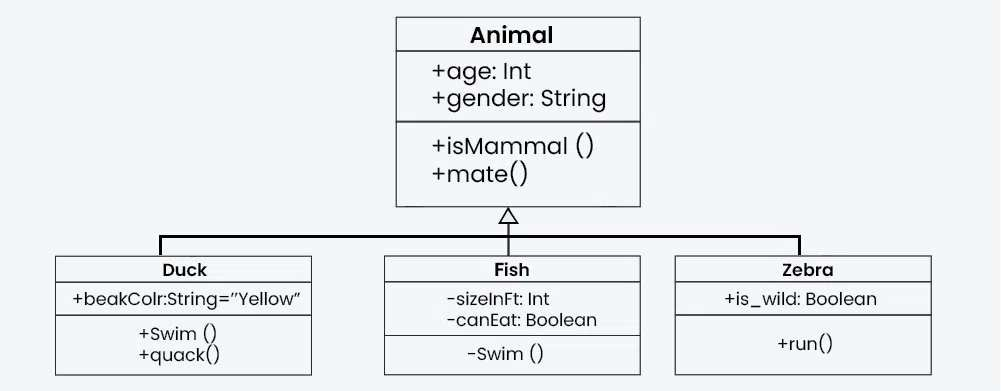 Animal
+age: Int
+gender: String
+isMammal ()
+mate()
Duck
+beakColr:String=”Yellow”
+Swim ()
+quack()
Fish
-sizeInFt: Int
-canEat: Boolean
-Swim ()
Zebra
+is_wild: Boolean
+run()